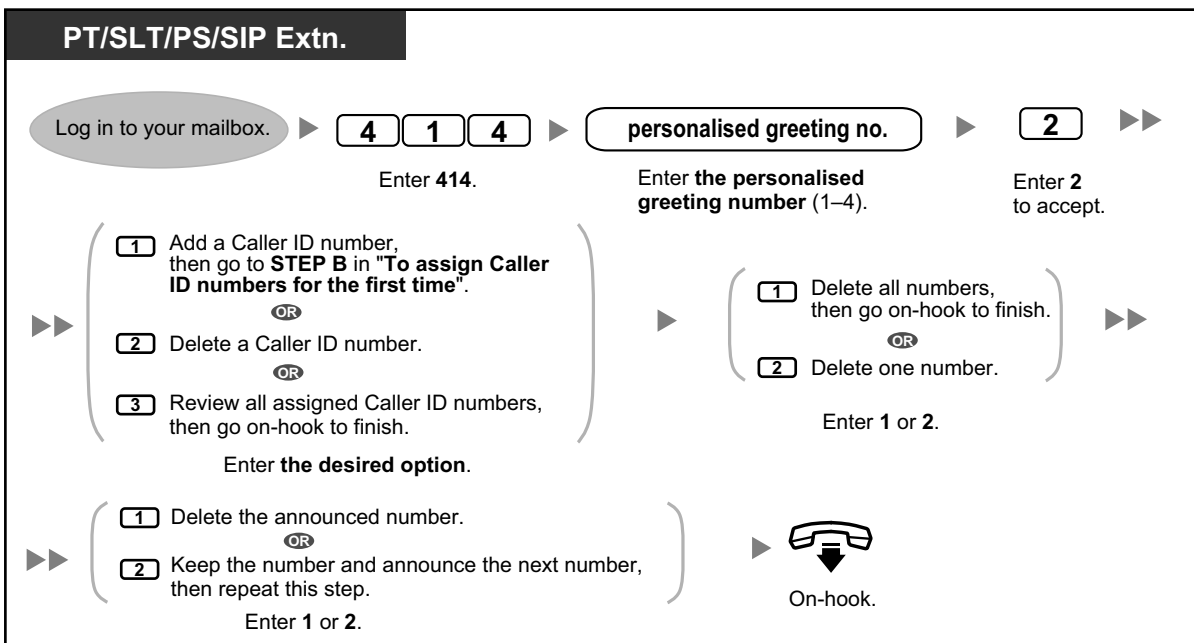 PT/SLT/PS/SIP Extn.
Log in to your mailbox.
4 1 4
personalised greeting no.
2
Enter 414.
Enter the personalised
greeting number (1–4).
Enter 2
to accept.
1 Add a Caller ID number,
then go to STEP B in "To assign Caller
ID numbers for the first time".
OR
2 Delete a Caller ID number.
OR
3 Review all assigned Caller ID numbers,
then go on-hook to finish.
Enter the desired option.
1 Delete all numbers,
then go on-hook to finish.
OR
2 Delete one number.
Enter 1 or 2.
1 Delete the announced number.
OR
2 Keep the number and announce the next number,
then repeat this step.
Enter 1 or 2.
On-hook.